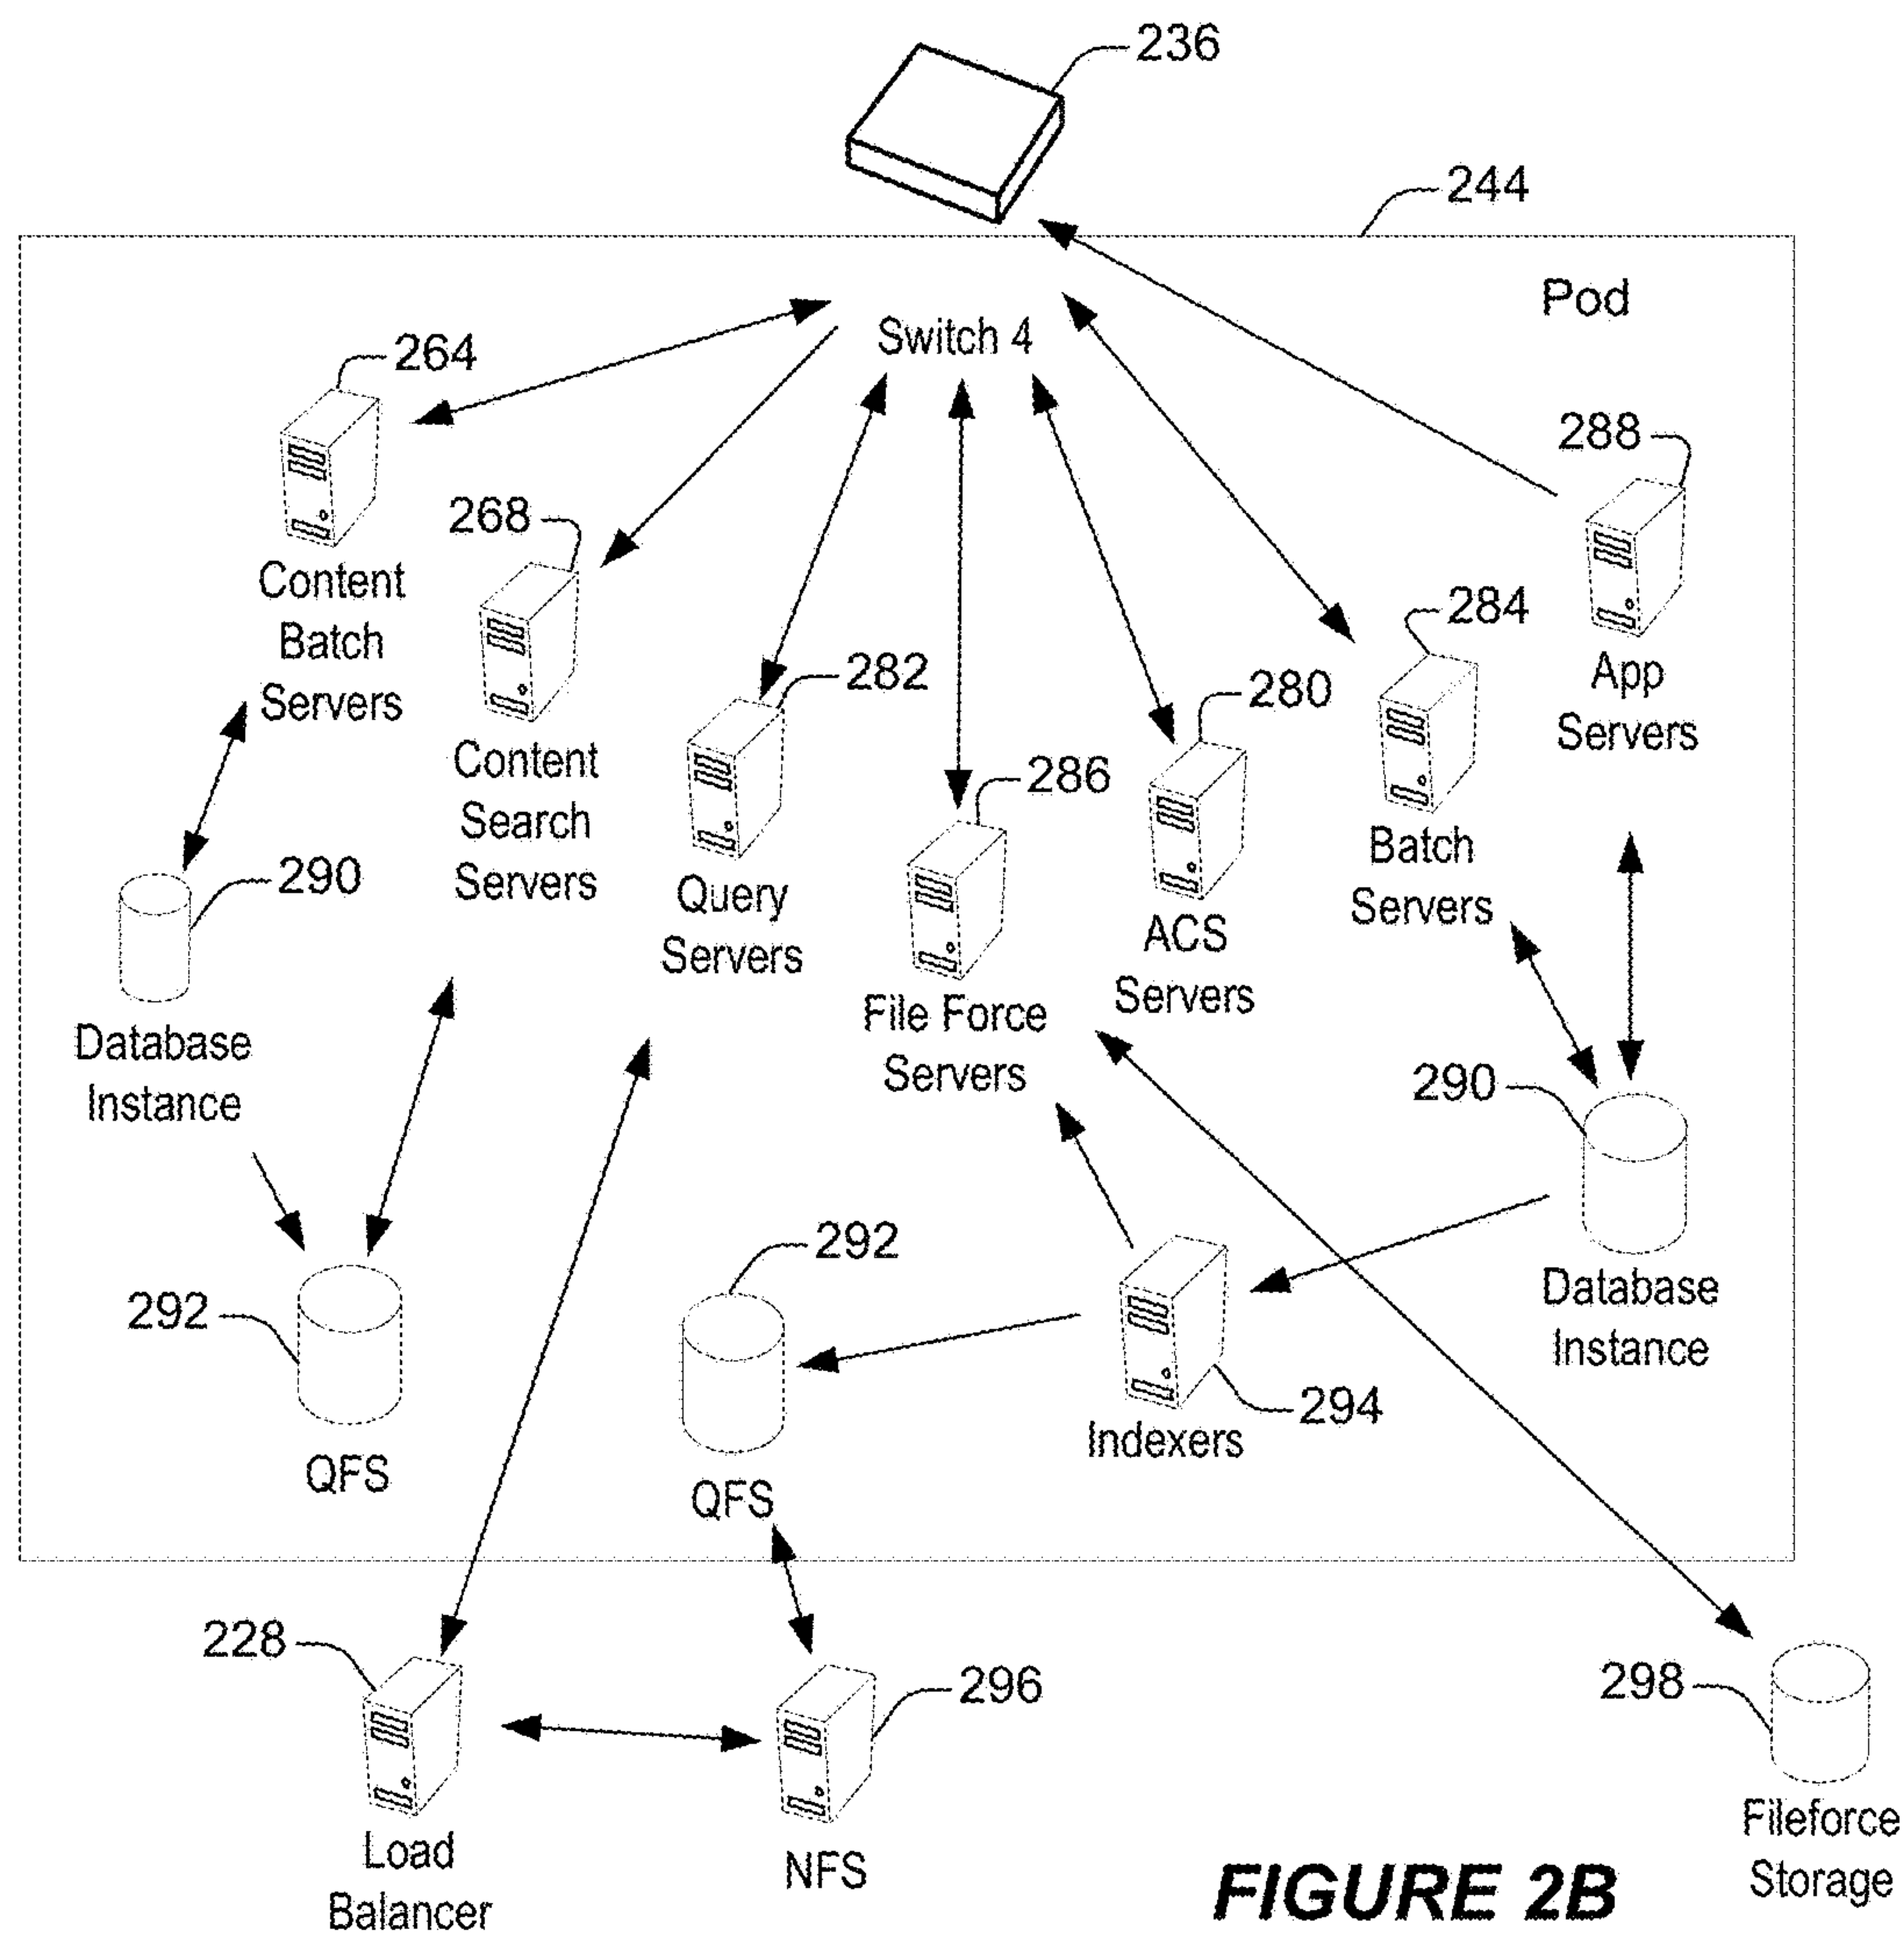 236
244
Pod
Switch 4
264
Content
Batch
Servers
268
Content
Search
Servers
282
Query
Servers
286
File Force
Servers
280
ACS
Servers
284
Batch
Servers
288
App
Servers
290
Database
Instance
290
Database
Instance
292
QFS
292
QFS
294
Indexers
228
Load
Balancer
296
NFS
298
Fileforce
Storage
FIGURE 2B